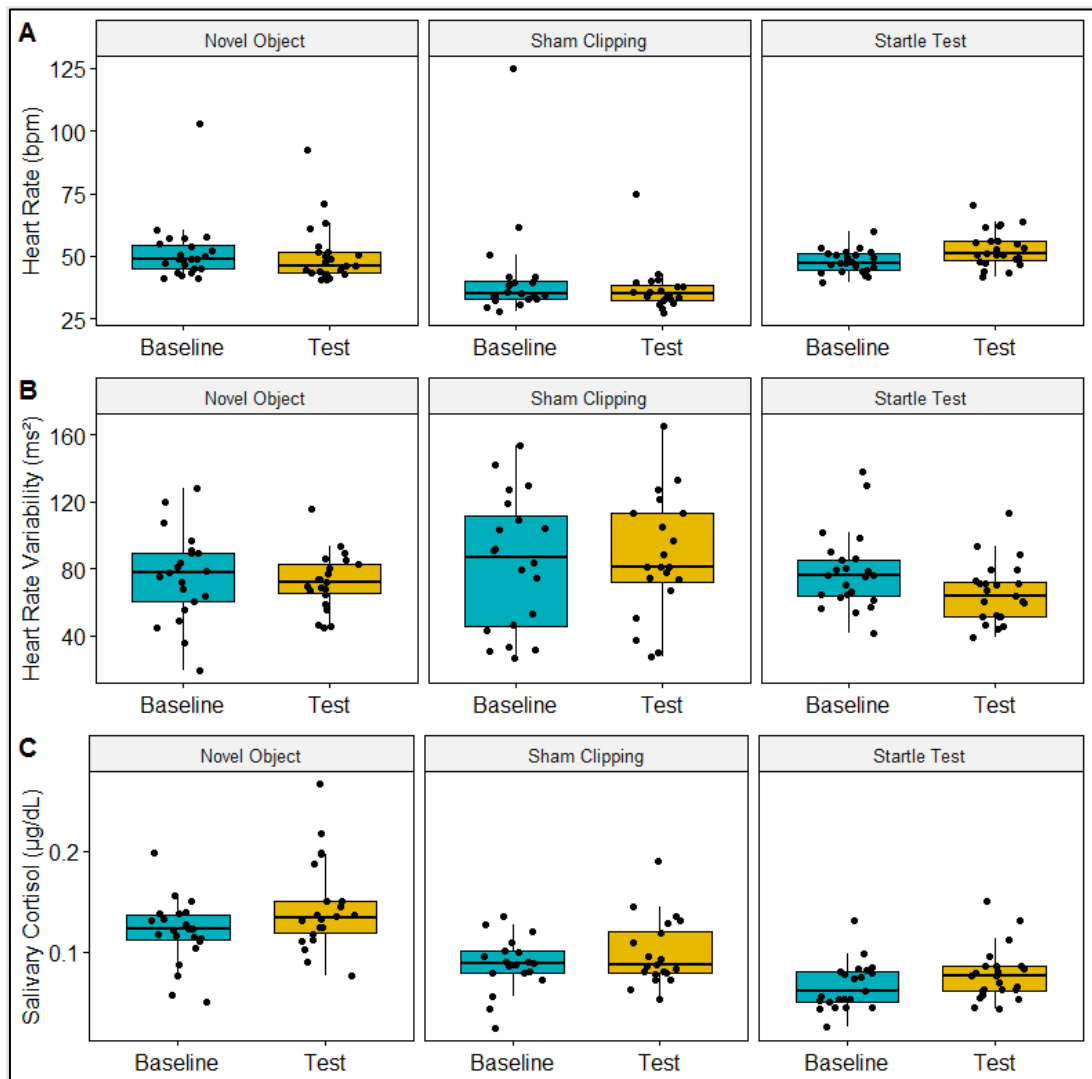 A
Novel Object
Sham Clipping
Startle Test
Heart Rate (bpm)
125
100
75
50
25
Baseline
Test
Baseline
Test
Baseline
Test
B
Novel Object
Sham Clipping
Startle Test
Heart Rate Variability (ms²)
160
120
80
40
Baseline
Test
Baseline
Test
Baseline
Test
C
Novel Object
Sham Clipping
Startle Test
Salivary Cortisol (µg/dL)
0.2
0.1
Baseline
Test
Baseline
Test
Baseline
Test